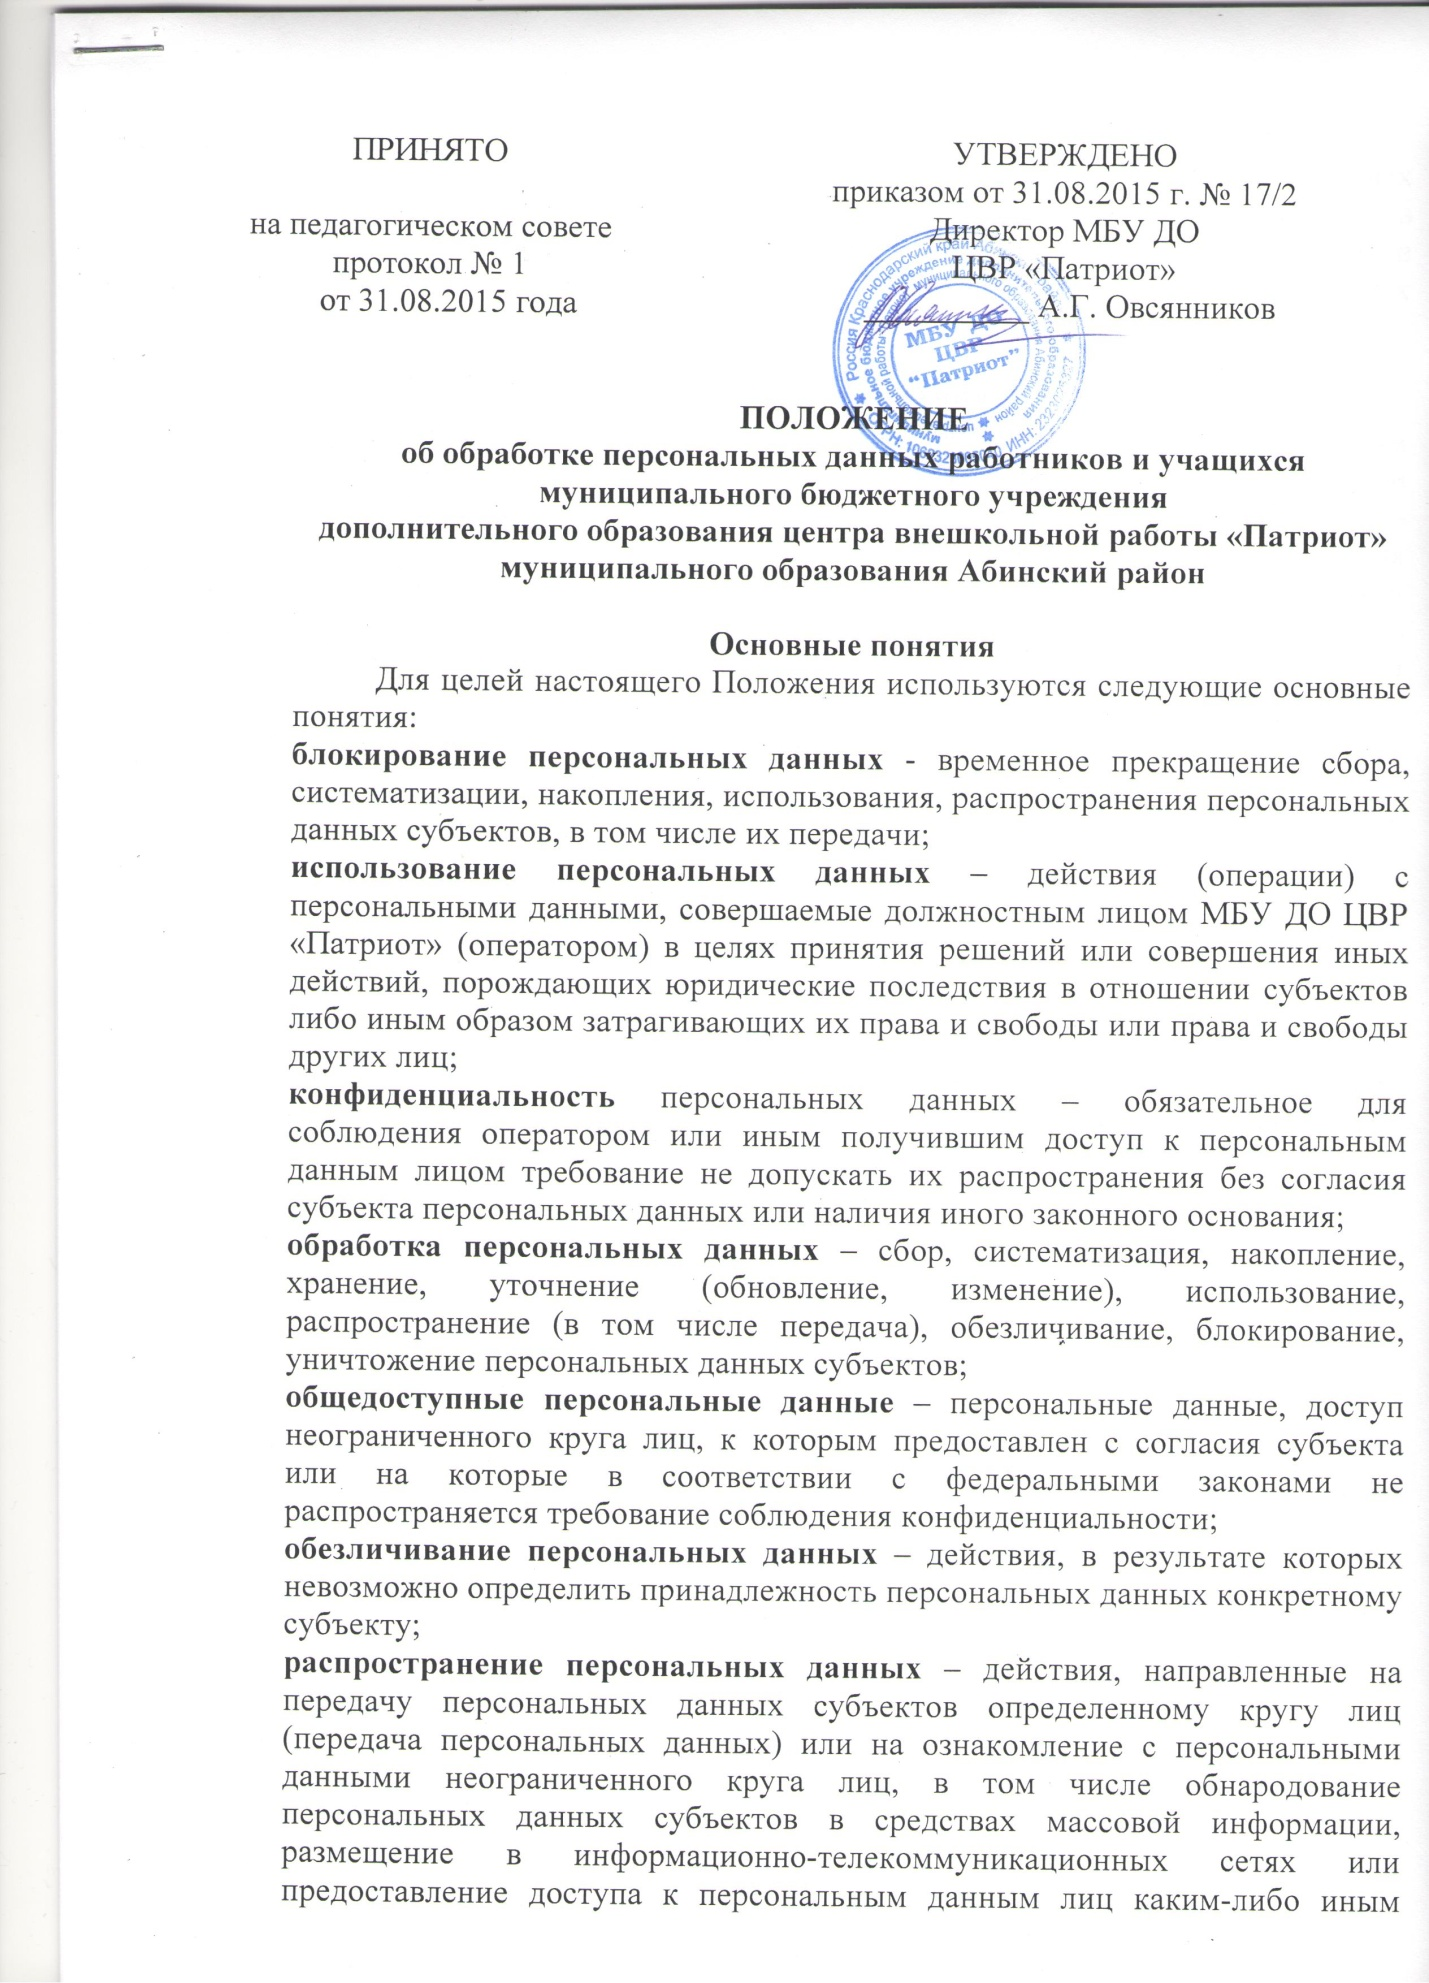 ПРИНЯТО
на педагогическом совете
протокол № 1
от 31.08.2015 года
УТВЕРЖДЕНО
приказом от 31.08.2015 г. № 17/2
Директор МБУ ДО
ЦВР «Патриот»
А.Г. Овсянников
МБУ ДО
ЦВР
“Патриот”
ПОЛОЖЕНИЕ
об обработке персональных данных работников и учащихся
муниципального бюджетного учреждения
дополнительного образования центра внешкольной работы «Патриот»
муниципального образования Абинский район
Основные понятия
Для целей настоящего Положения используются следующие основные
понятия:
блокирование персональных данных - временное прекращение сбора,
систематизации, накопления, использования, распространения персональных
данных субъектов, в том числе их передачи;
использование персональных данных – действия (операции) с
персональными данными, совершаемые должностным лицом МБУ ДО ЦВР
«Патриот» (оператором) в целях принятия решений или совершения иных
действий, порождающих юридические последствия в отношении субъектов
либо иным образом затрагивающих их права и свободы или права и свободы
других лиц;
конфиденциальность персональных данных – обязательное для
соблюдения оператором или иным получившим доступ к персональным
данным лицом требование не допускать их распространения без согласия
субъекта персональных данных или наличия иного законного основания;
обработка персональных данных – сбор, систематизация, накопление,
хранение, уточнение (обновление, изменение), использование,
распространение (в том числе передача), обезличивание, блокирование,
уничтожение персональных данных субъектов;
общедоступные персональные данные – персональные данные, доступ
неограниченного круга лиц, к которым предоставлен с согласия субъекта
или на которые в соответствии с федеральными законами не
распространяется требование соблюдения конфиденциальности;
обезличивание персональных данных – действия, в результате которых
невозможно определить принадлежность персональных данных конкретному
субъекту;
распространение персональных данных – действия, направленные на
передачу персональных данных субъектов определенному кругу лиц
(передача персональных данных) или на ознакомление с персональными
данными неограниченного круга лиц, в том числе обнародование
персональных данных субъектов в средствах массовой информации,
размещение в информационно-телекоммуникационных сетях или
предоставление доступа к персональным данным лиц каким-либо иным